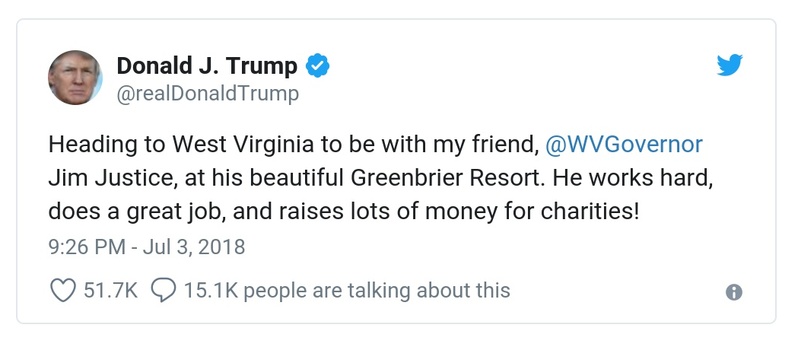 Donald J. Trump
@realDonaldTrump
Heading to West Virginia to be with my friend, @WVGovernor
Jim Justice, at his beautiful Greenbrier Resort. He works hard,
does a great job, and raises lots of money for charities!
9:26 PM - Jul 3, 2018
51.7K 15.1K people are talking about this